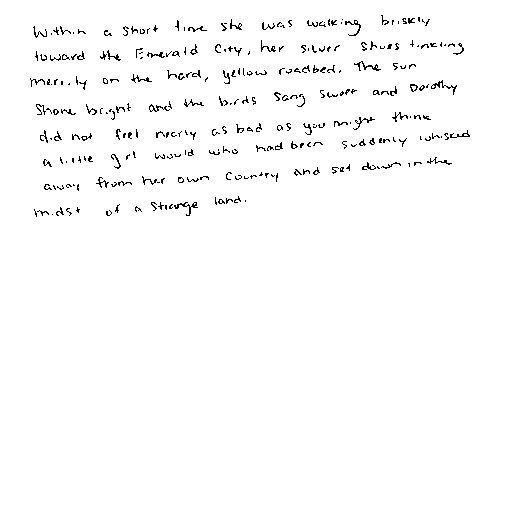 Within a short time she was walking briskly
toward the Emerald City, her silver shoes tinkling
merrily on the hard, yellow roadbed. The sun
shone bright and the birds sang sweet and Dorothy
did not feel nearly as bad as you might think
a little girl would who had been suddenly whisked
away from her own country and set down in the
midst of a strange land.